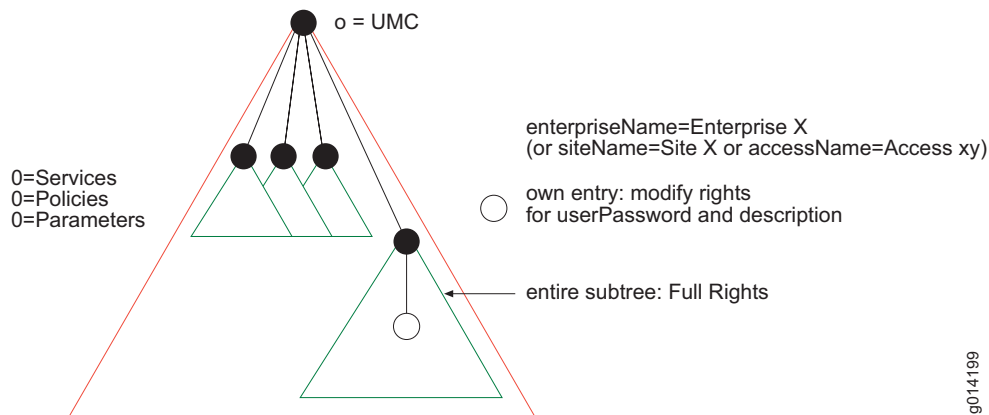 o = UMC
enterpriseName=Enterprise X
(or siteName=Site X or accessName=Access xy)
0=Services
0=Policies
0=Parameters
own entry: modify rights
for userPassword and description
entire subtree: Full Rights
g014199